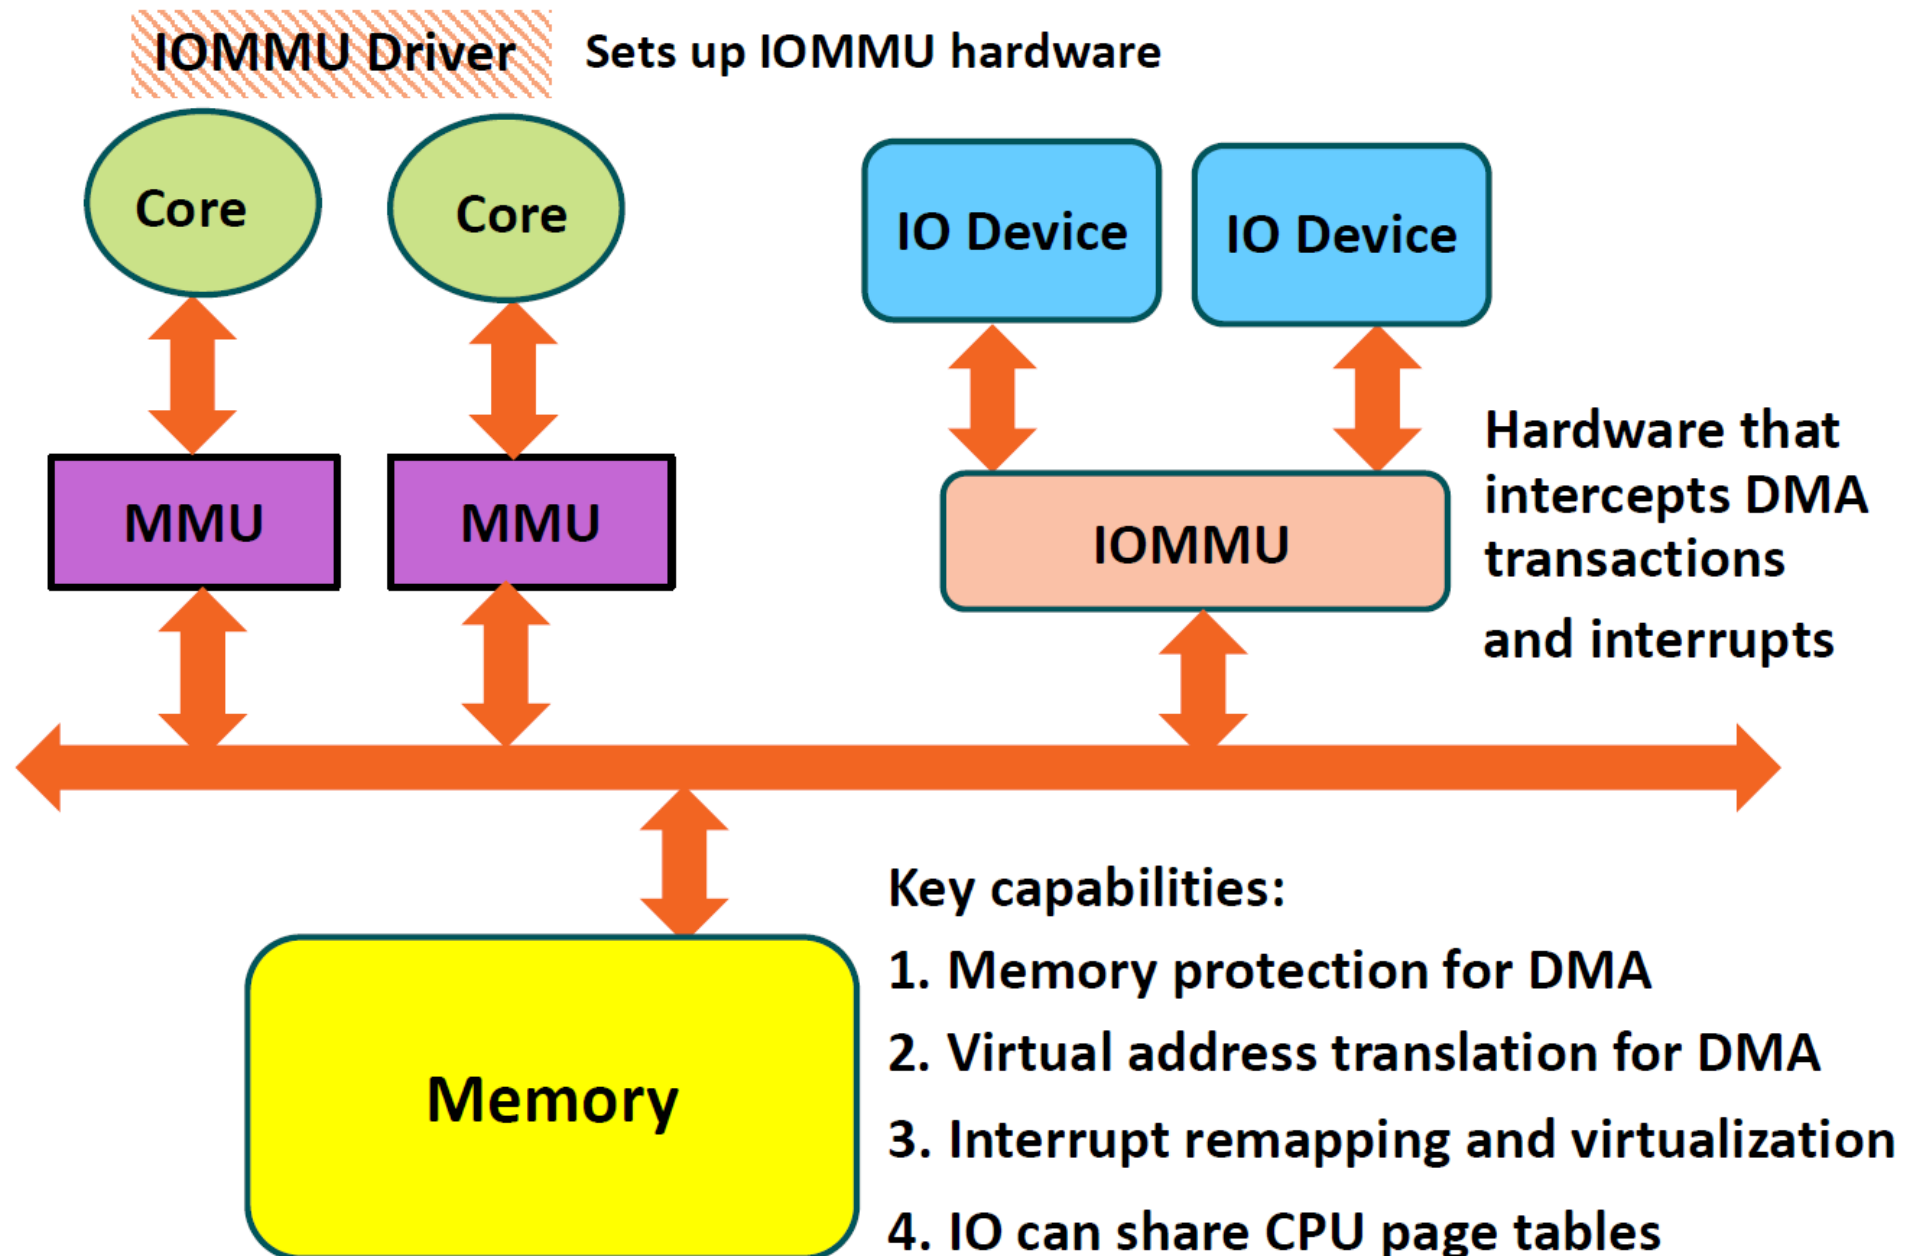 IOMMU Driver
Sets up IOMMU hardware
Core
Core
IO Device
IO Device
MMU
MMU
IOMMU
Hardware that
intercepts DMA
transactions
and interrupts
Memory
Key capabilities:
1. Memory protection for DMA
2. Virtual address translation for DMA
3. Interrupt remapping and virtualization
4. IO can share CPU page tables